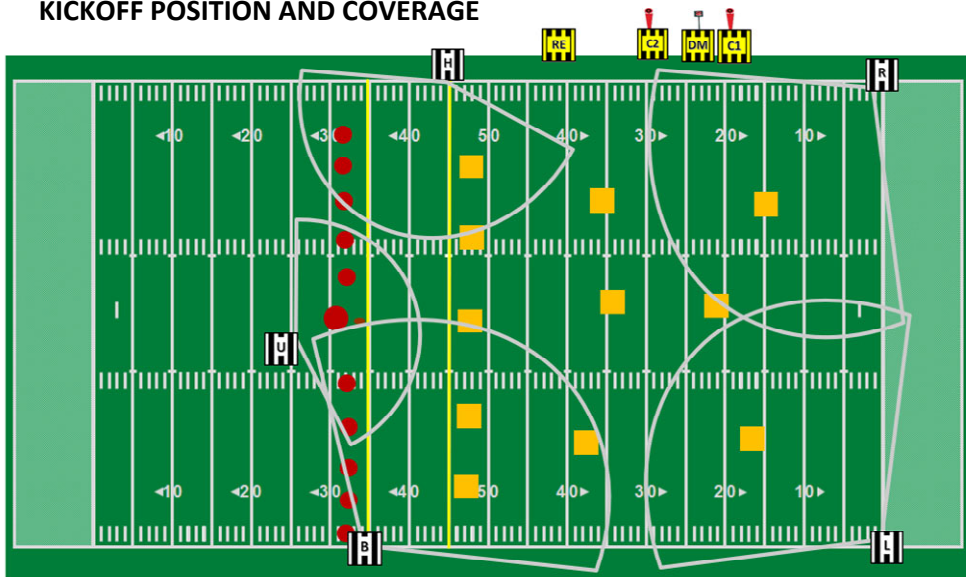 KICKOFF POSITION AND COVERAGE
RE C2 DM C1
H
R
◄10 ◄20 ◄30 ◄40 50 40► 30► 20► 10►
U
◄10 ◄20 ◄30 ◄40 50 40► 30► 20► 10►
B
L